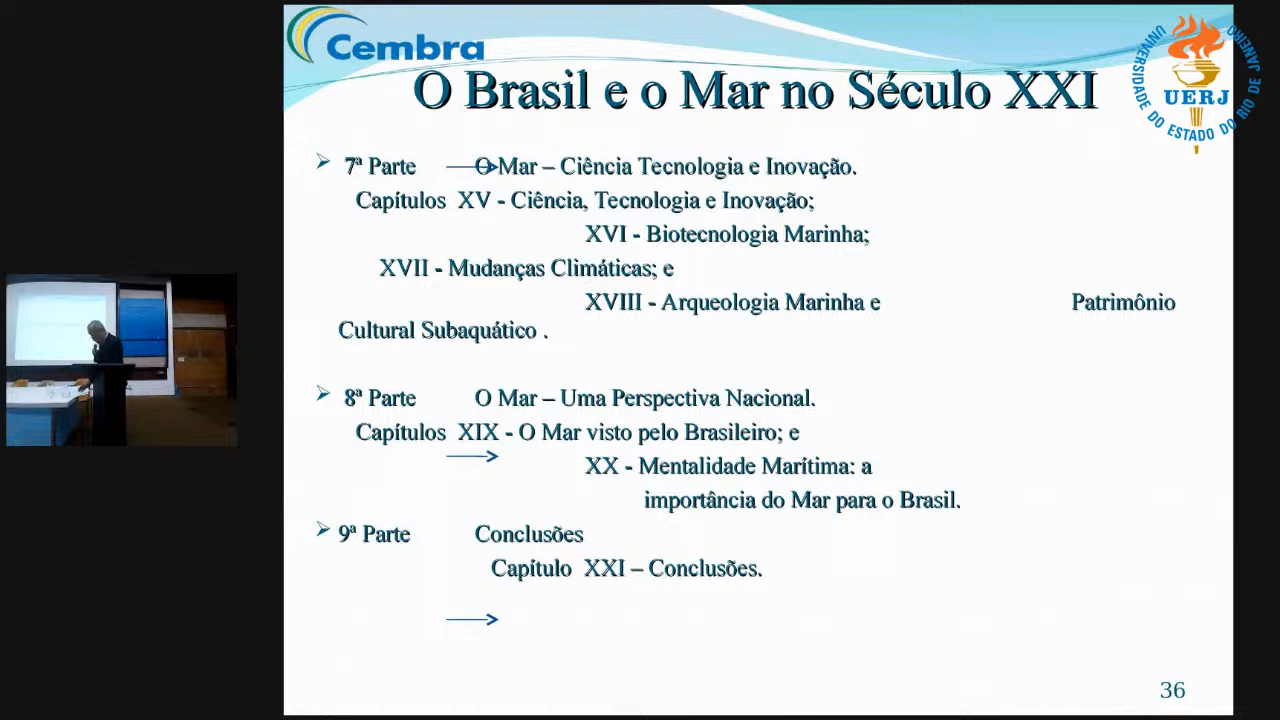 Cembra
O Brasil e o Mar no Século XXI
UNIVERSIDADE DO ESTADO DO RIO DE JANEIRO
UERJ
7ª Parte O Mar – Ciência Tecnologia e Inovação.
Capítulos XV - Ciência, Tecnologia e Inovação;
XVI - Biotecnologia Marinha;
XVII - Mudanças Climáticas; e
XVIII - Arqueologia Marinha e Patrimônio
Cultural Subaquático .
8ª Parte O Mar – Uma Perspectiva Nacional.
Capítulos XIX - O Mar visto pelo Brasileiro; e
XX - Mentalidade Marítima: a
importância do Mar para o Brasil.
9ª Parte Conclusões
Capítulo XXI – Conclusões.
36